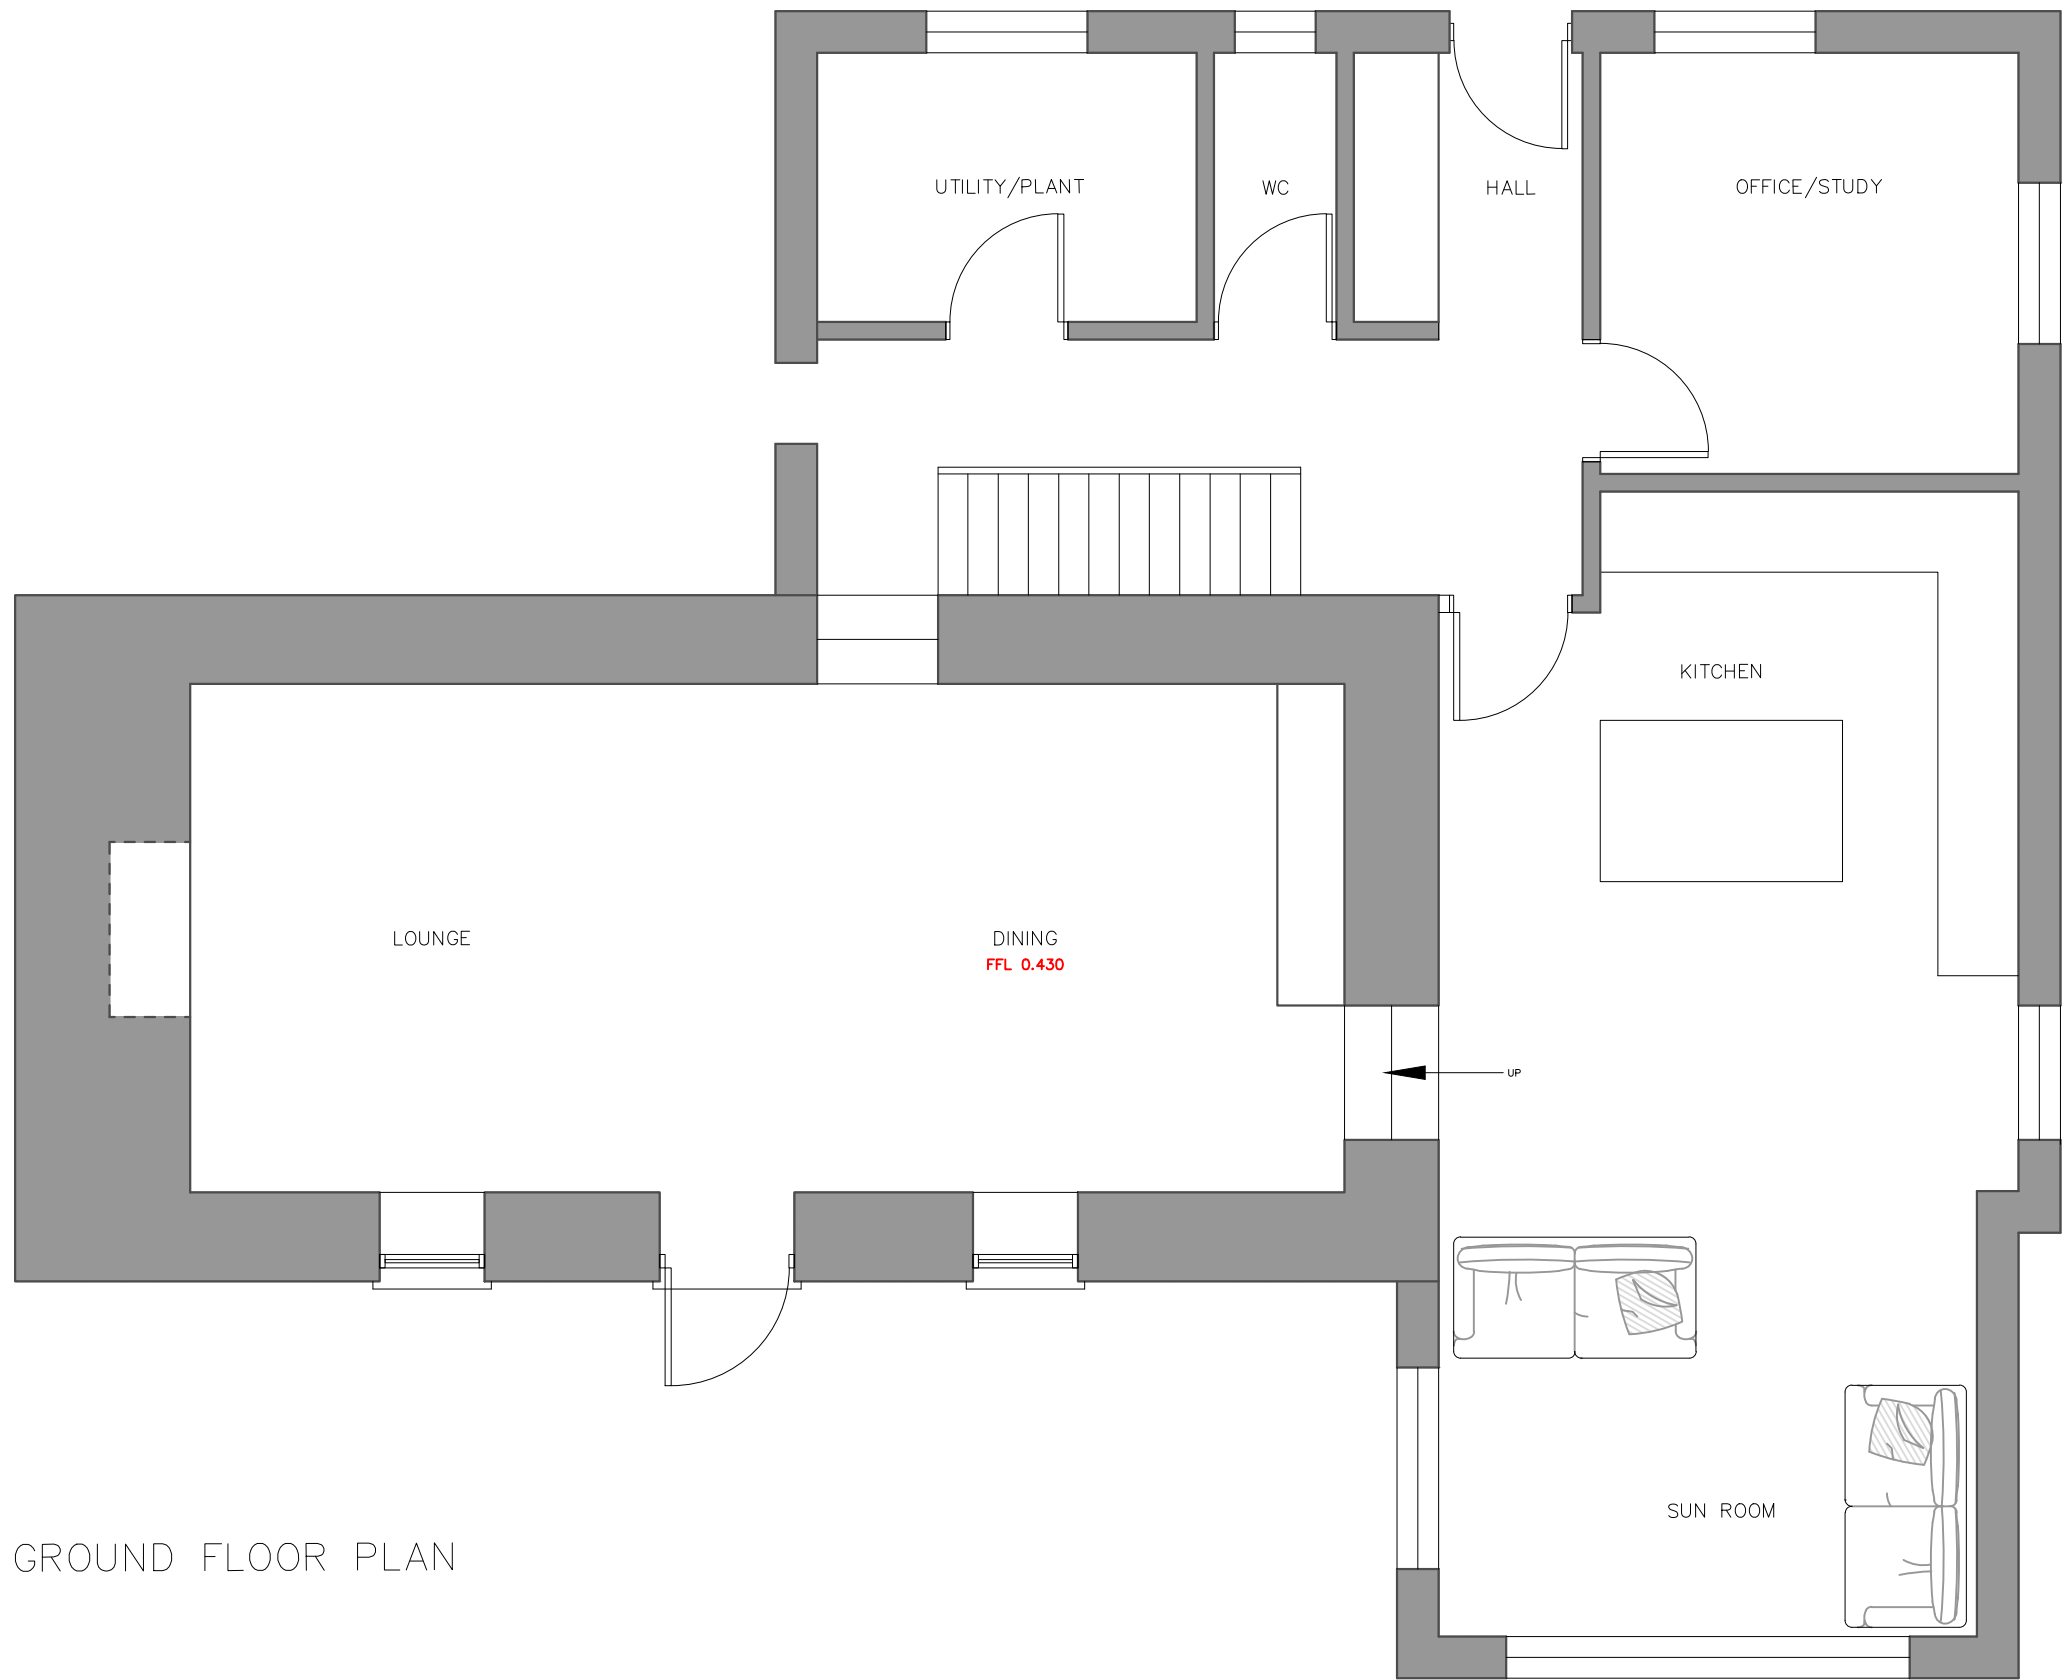 UTILITY/PLANT
WC
HALL
OFFICE/STUDY
KITCHEN
LOUNGE
DINING
FFL 0.430
UP
SUN ROOM
GROUND FLOOR PLAN